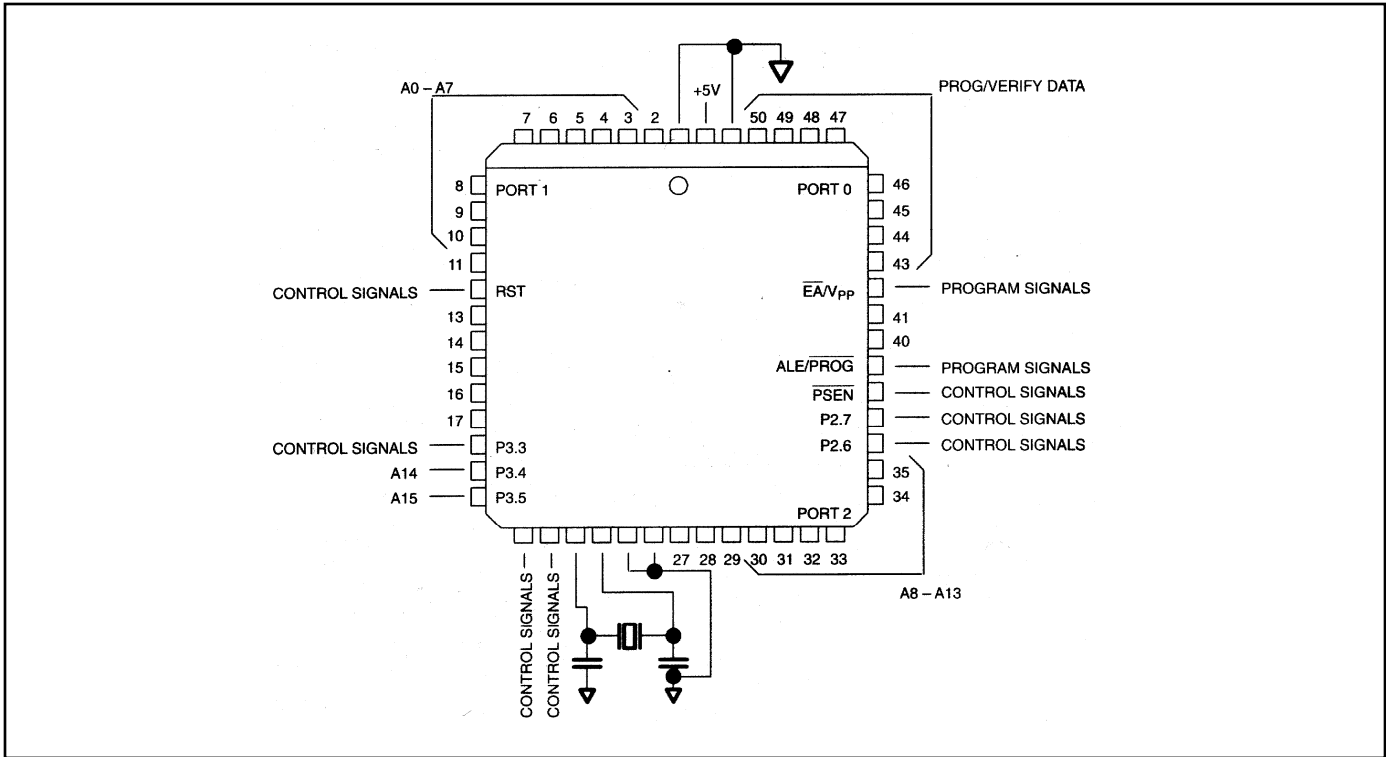 A0 – A7
+5V
PROG/VERIFY DATA
7 6 5 4 3 2 50 49 48 47
8 PORT 1 PORT 0 46
9 45
10 44
11 43
CONTROL SIGNALS RST E̅A̅/VPP PROGRAM SIGNALS
13 41
14 40
15 ALE/P̅R̅O̅G̅ PROGRAM SIGNALS
16 P̅S̅E̅N̅ CONTROL SIGNALS
17 P2.7 CONTROL SIGNALS
CONTROL SIGNALS P3.3 P2.6 CONTROL SIGNALS
A14 P3.4 35
A15 P3.5 34
PORT 2
27 28 29 30 31 32 33
A8 – A13
CONTROL SIGNALS
CONTROL SIGNALS